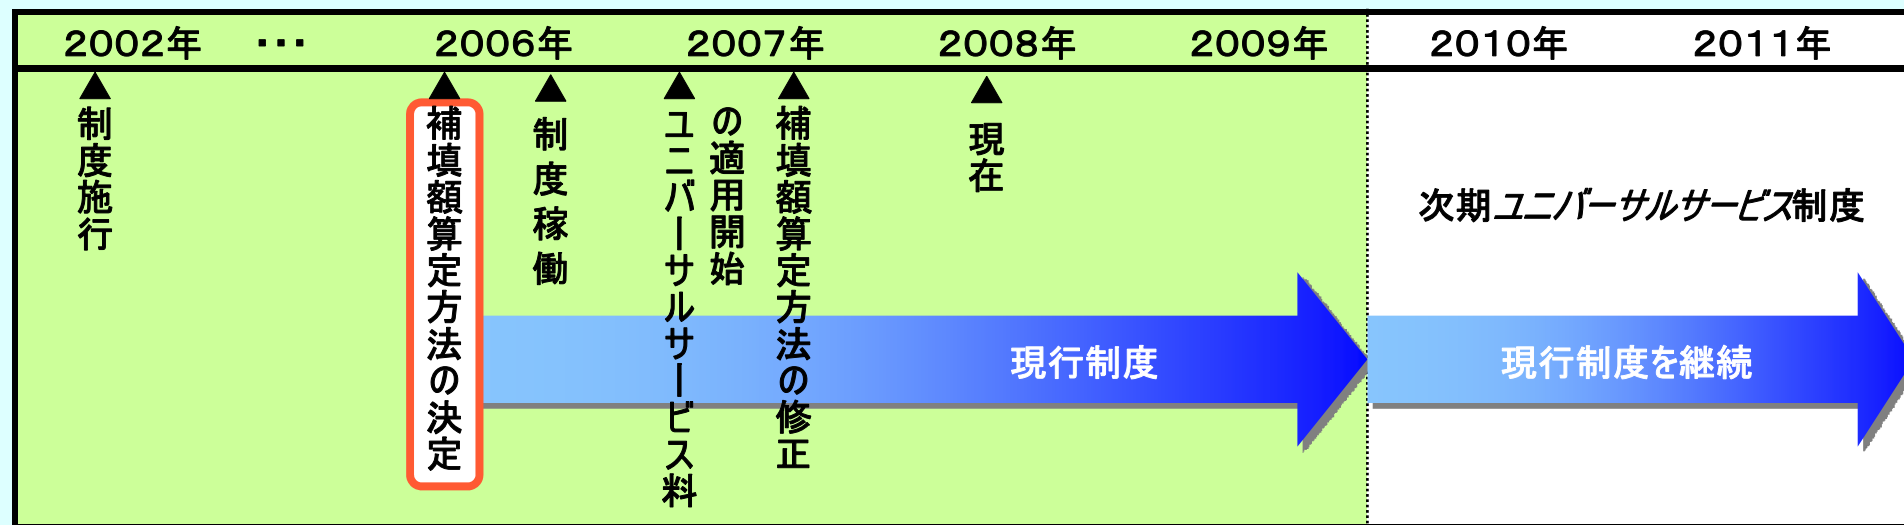 2002年 ･･･ 2006年 2007年 2008年 2009年 2010年 2011年
▲ ▲ ▲ ▲ ▲ ▲
制度施行
補填額算定方法の決定
制度稼働
ユニバーサルサービス料
の適用開始
補填額算定方法の修正
現在
次期ユニバーサルサービス制度
現行制度
現行制度を継続